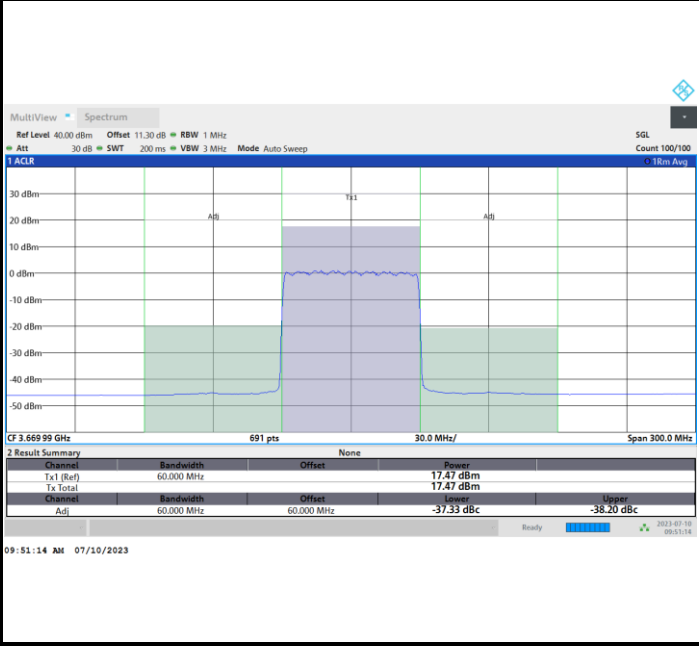 MultiView Spectrum
Ref Level 40.00 dBm Offset 11.30 dB RBW 1 MHz SGL
Att 30 dB SWT 200 ms VBW 3 MHz Mode Auto Sweep Count 100/100
1 ACLR 1Rm Avg
30 dBm
Tx1
20 dBm Adj Adj
10 dBm
0 dBm
-10 dBm
-20 dBm
-30 dBm
-40 dBm
-50 dBm
CF 3.669 99 GHz 691 pts 30.0 MHz/ Span 300.0 MHz
2 Result Summary None
Channel Bandwidth Offset Power
Tx1 (Ref) 60.000 MHz 17.47 dBm
Tx Total 17.47 dBm
Channel Bandwidth Offset Lower Upper
Adj 60.000 MHz 60.000 MHz -37.33 dBc -38.20 dBc
Ready 2023-07-10
09:51:14
09:51:14 AM 07/10/2023